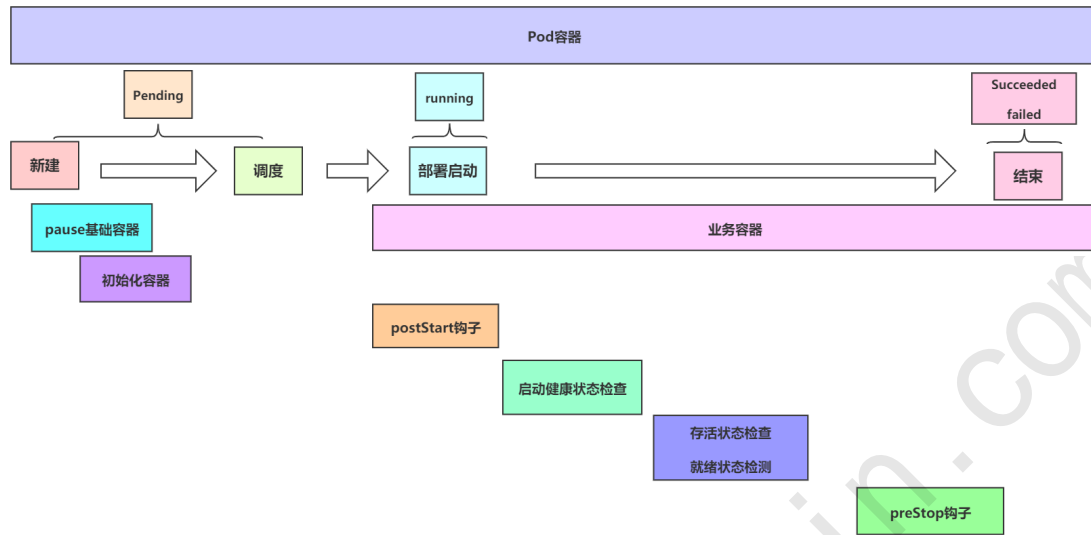 Pod容器
Pending
running
Succeeded
failed
新建
调度
部署启动
结束
pause基础容器
业务容器
初始化容器
postStart钩子
启动健康状态检查
存活状态检查
就绪状态检测
preStop钩子
in.com